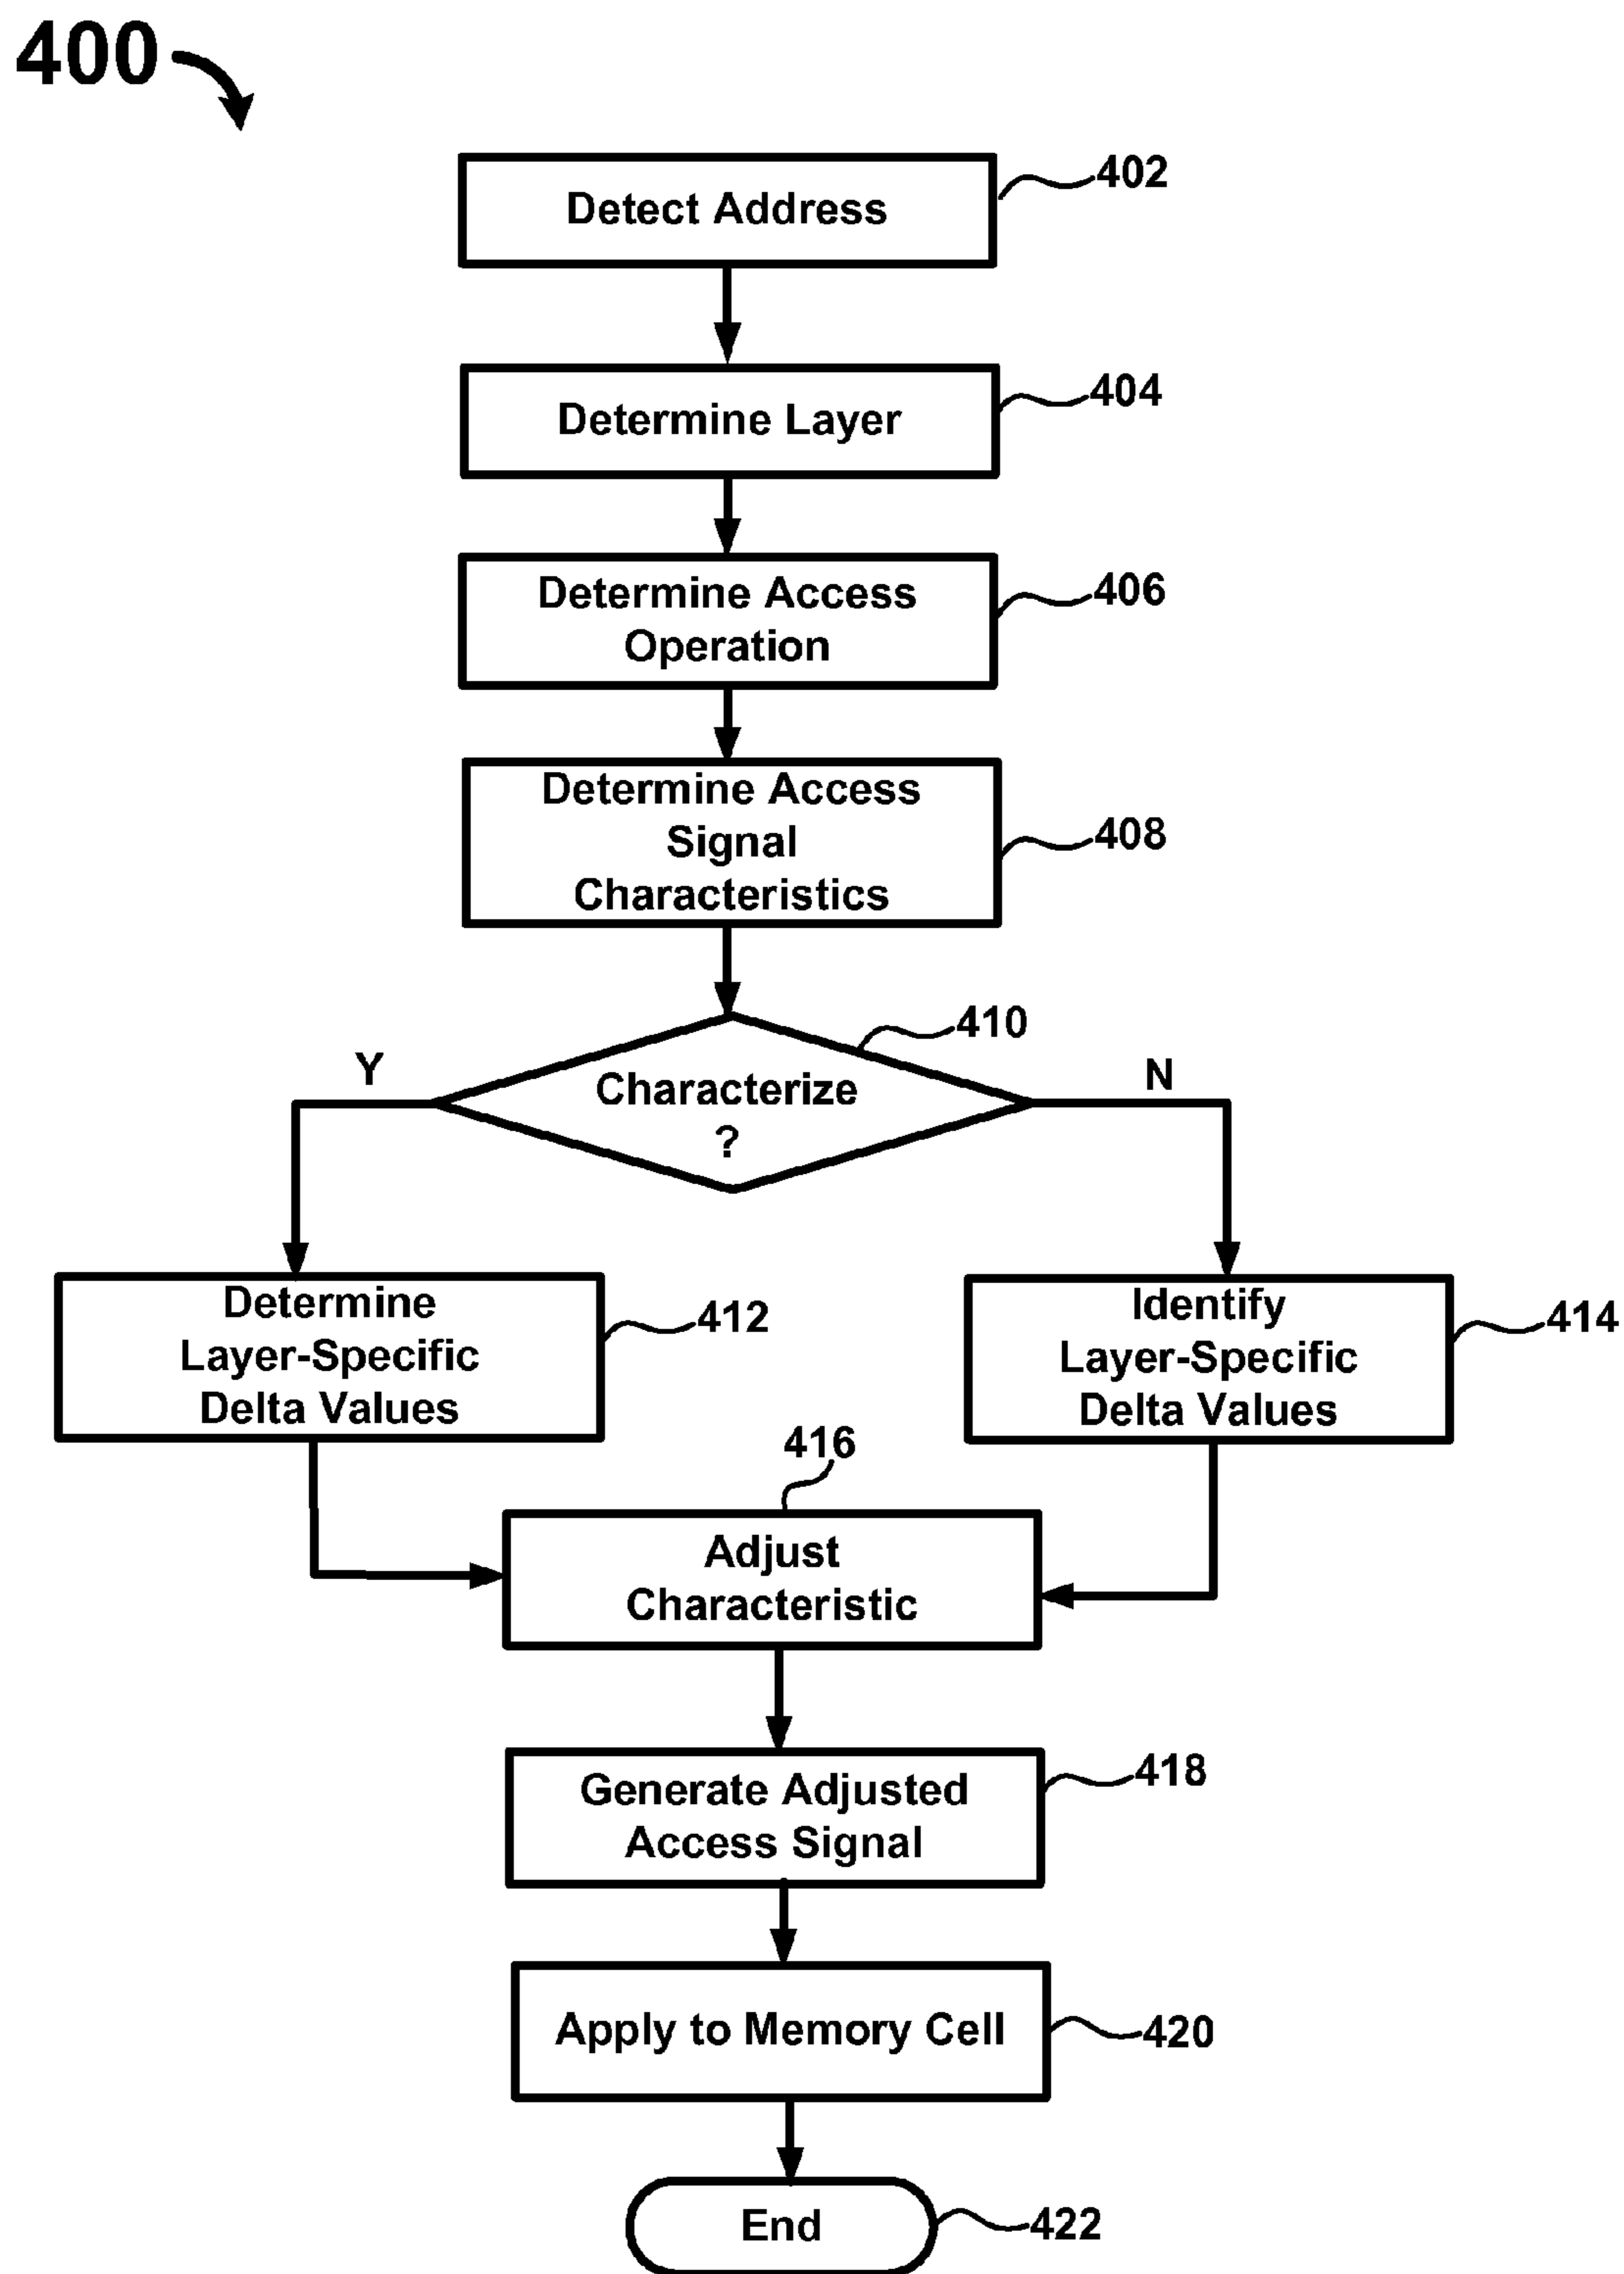 400
Detect Address
402
Determine Layer
404
Determine Access
Operation
406
Determine Access
Signal
Characteristics
408
410
Characterize
?
Y
N
Determine
Layer-Specific
Delta Values
412
Identify
Layer-Specific
Delta Values
414
416
Adjust
Characteristic
Generate Adjusted
Access Signal
418
Apply to Memory Cell
420
End
422